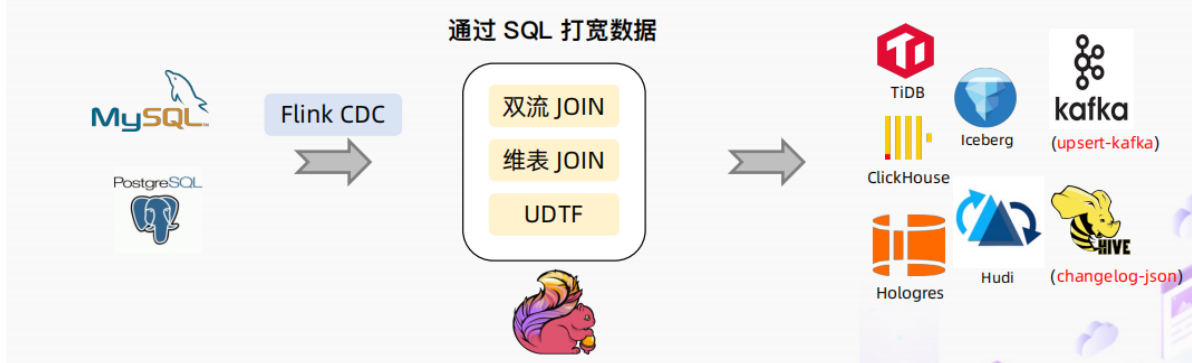 通过 SQL 打宽数据
MySQL
PostgreSQL
Flink CDC
双流 JOIN
维表 JOIN
UDTF
TiDB
ClickHouse
Hologres
Iceberg
Hudi
kafka
(upsert-kafka)
HIVE
(changelog-json)